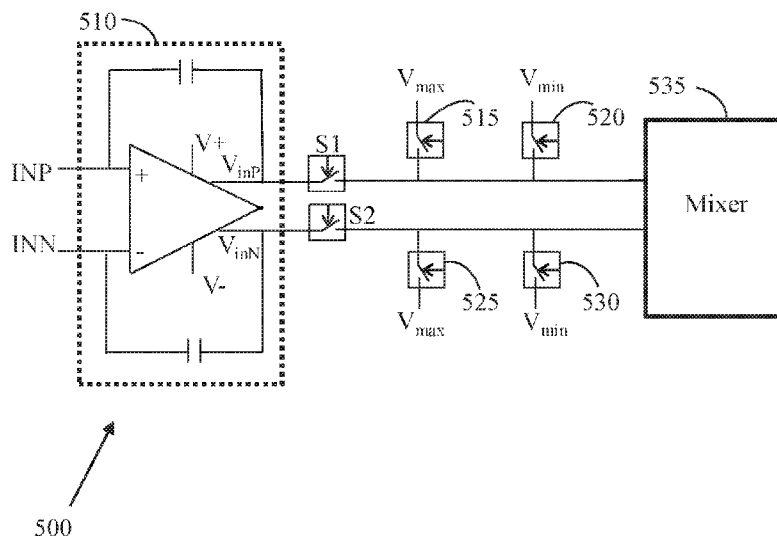 510
V_max
V_min
515
520
535
V+
V_inP
S1
INP
+
Mixer
INN
-
V_inN
S2
V-
525
530
V_max
V_min
500